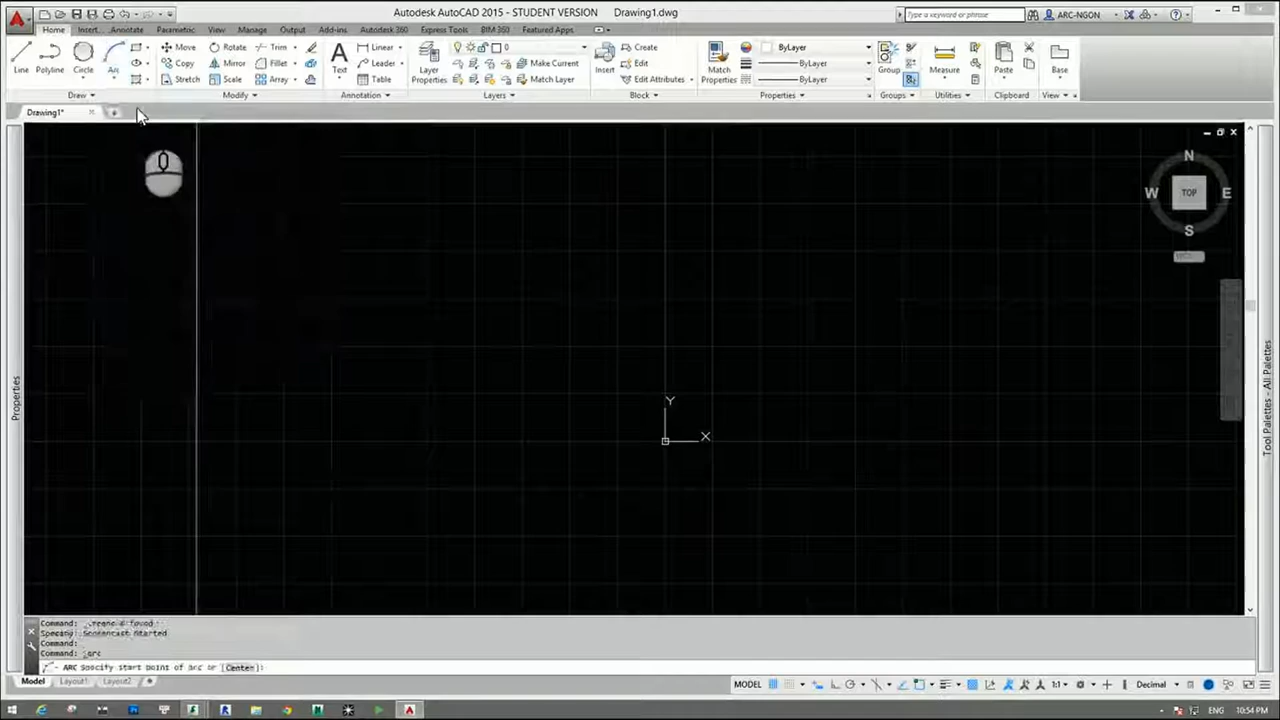 Autodesk AutoCAD 2015 - STUDENT VERSION Drawing1.dwg
Type a keyword or phrase
ARC-NGON
Home Insert Annotate Parametric View Manage Output Add-ins Autodesk 360 Express Tools BIM 360 Featured Apps
Line Polyline Circle Arc
Move Rotate Trim
Copy Mirror Fillet
Stretch Scale Array
Text
Linear
Leader
Table
Layer
Properties
0
Make Current
Match Layer
Insert
Create
Edit
Edit Attributes
Match
Properties
ByLayer
ByLayer
ByLayer
Group
Measure
Paste
Base
Draw Modify Annotation Layers Block Properties Groups Utilities Clipboard View
Drawing1*
N
W TOP E
S
Y
X
Properties
Tool Palettes - All Palettes
Command:
Screencast Started
Command:
Command: _arc
ARC Specify start point of arc or [Center]:
Model Layout1 Layout2
MODEL 1:1 Decimal
ENG 10:54 PM